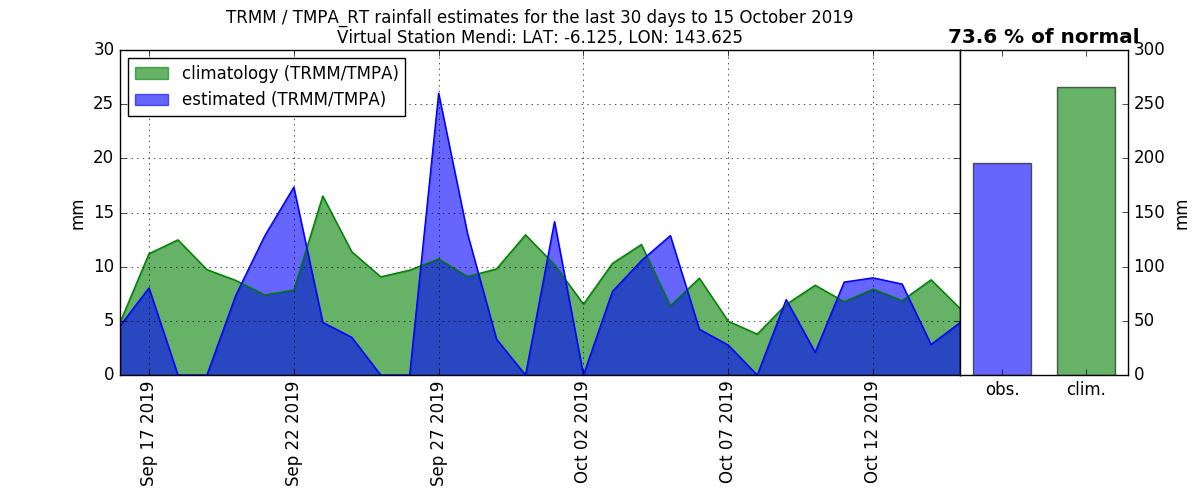 TRMM / TMPA_RT rainfall estimates for the last 30 days to 15 October 2019
Virtual Station Mendi: LAT: -6.125, LON: 143.625
73.6 % of normal
climatology (TRMM/TMPA)
estimated (TRMM/TMPA)
30
25
20
15
10
5
0
mm
Sep 17 2019
Sep 22 2019
Sep 27 2019
Oct 02 2019
Oct 07 2019
Oct 12 2019
obs.
clim.
300
250
200
150
100
50
0
mm